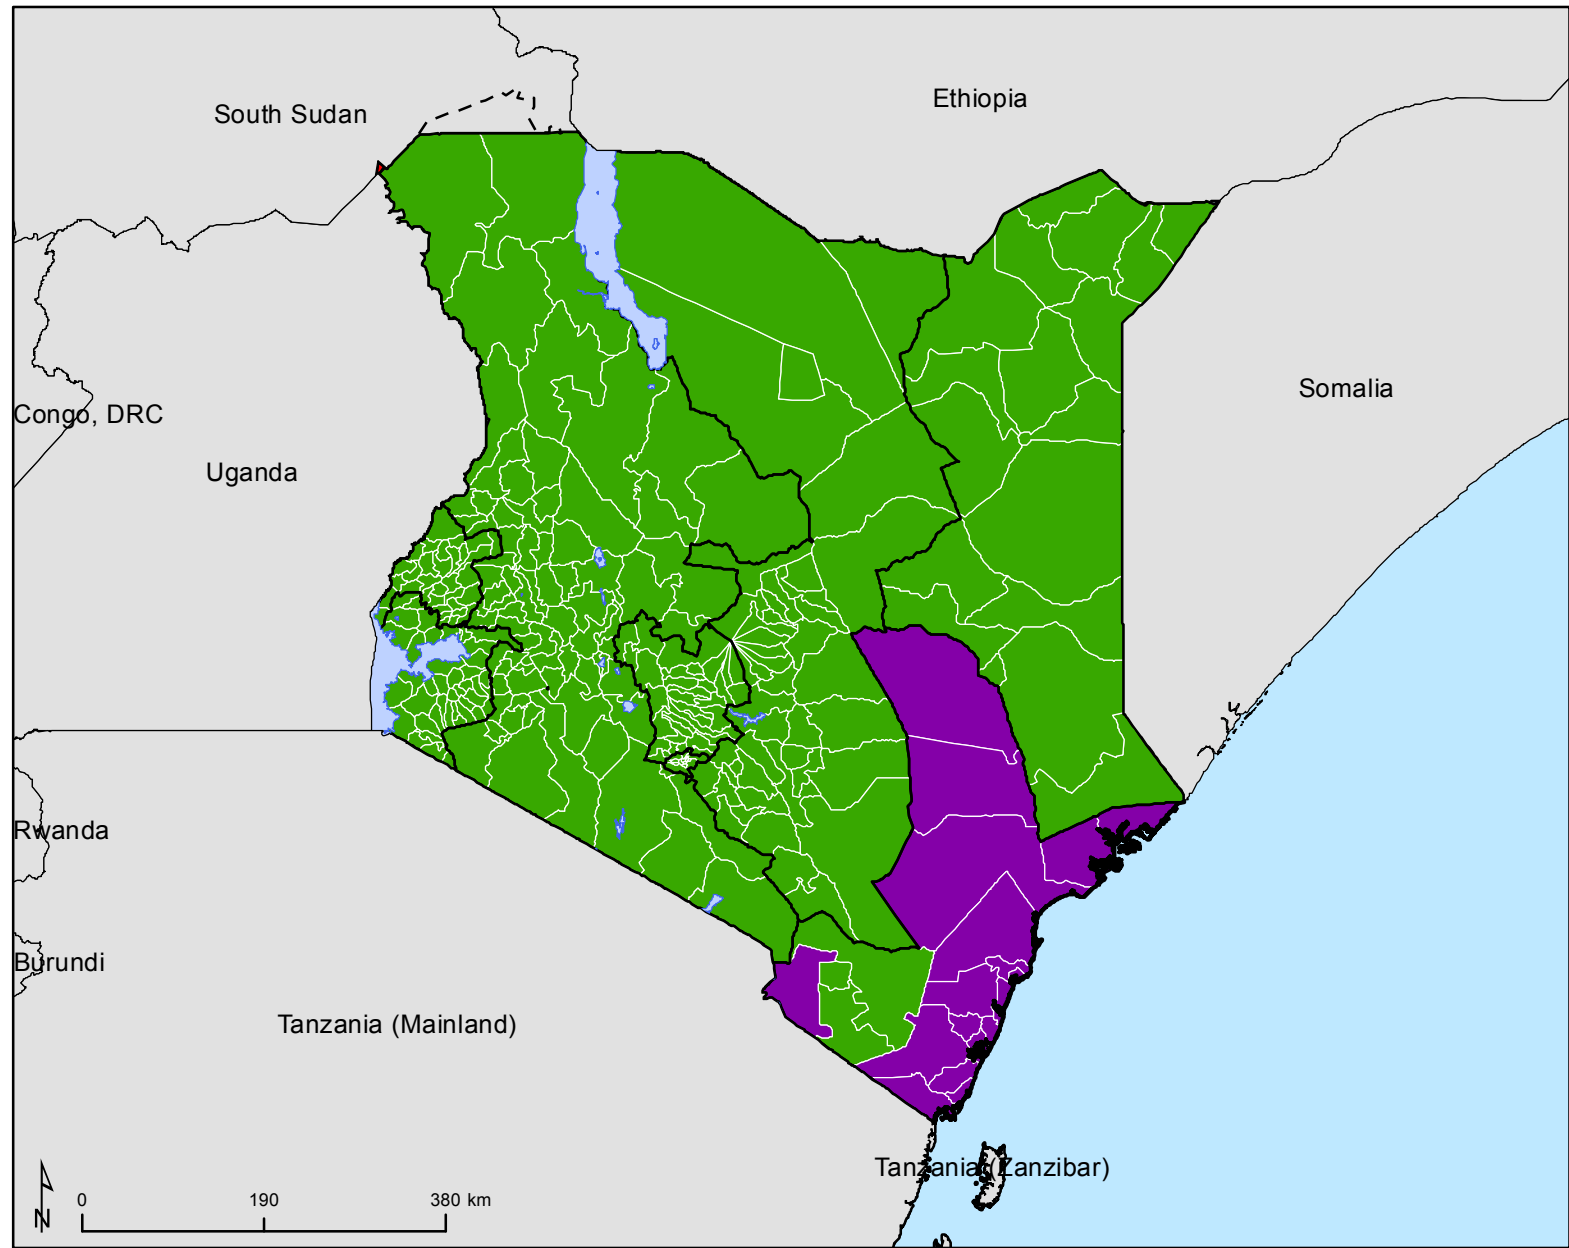 Ethiopia
South Sudan
Somalia
Congo, DRC
Uganda
Rwanda
Burundi
Tanzania (Mainland)
Tanzania (Zanzibar)
N
0 190 380 km